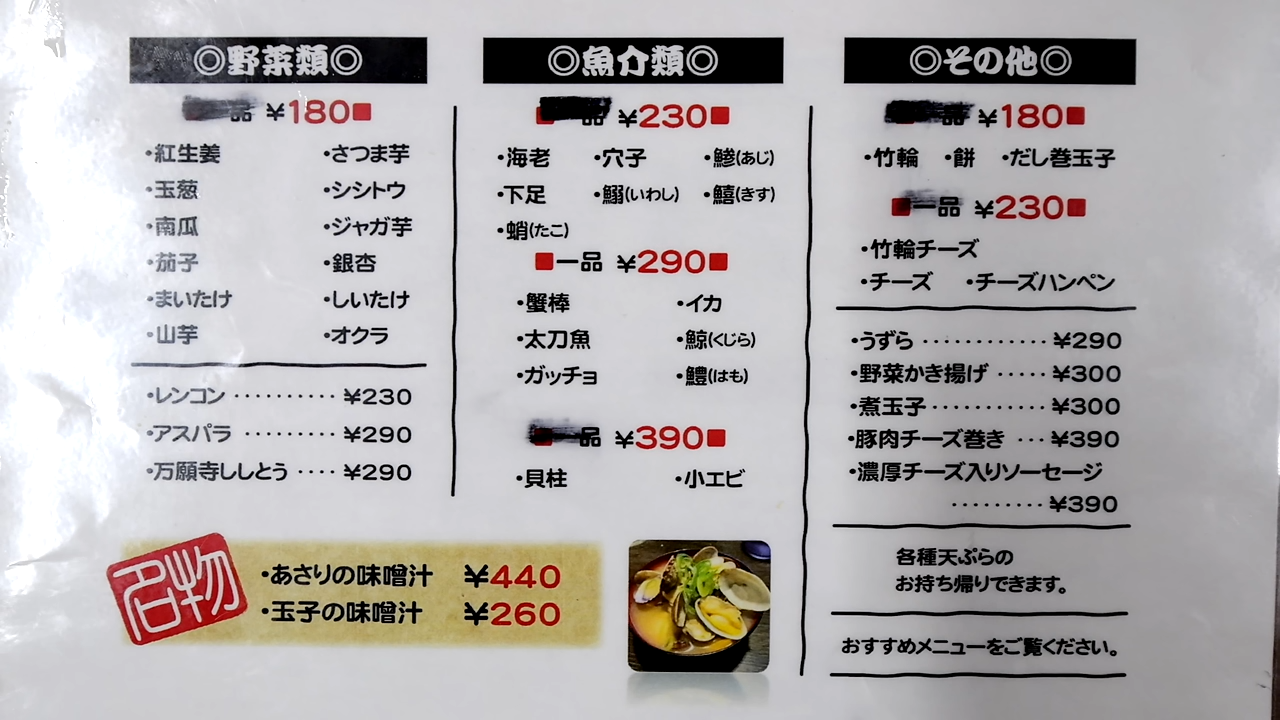 ◎野菜類◎
品 ¥180■
・紅生姜 ・さつま芋
・玉葱 ・シシトウ
・南瓜 ・ジャガ芋
・茄子 ・銀杏
・まいたけ ・しいたけ
・山芋 ・オクラ
・レンコン ・・・・・・・・・・ ¥230
・アスパラ ・・・・・・・・・ ¥290
・万願寺ししとう ・・・・ ¥290
◎魚介類◎
■一品 ¥230■
・海老 ・穴子 ・鯵(あじ)
・下足 ・鰯(いわし) ・鱚(きす)
・蛸(たこ)
■一品 ¥290■
・蟹棒 ・イカ
・太刀魚 ・鯨(くじら)
・ガッチョ ・鱧(はも)
■一品 ¥390■
・貝柱 ・小エビ
◎その他◎
■一品 ¥180■
・竹輪 ・餅 ・だし巻玉子
■一品 ¥230■
・竹輪チーズ
・チーズ ・チーズハンペン
・うずら ・・・・・・・・・・・・ ¥290
・野菜かき揚げ ・・・・・ ¥300
・煮玉子・・・・・・・・・・・ ¥300
・豚肉チーズ巻き ・・・ ¥390
・濃厚チーズ入りソーセージ
・・・・・・・・・ ¥390
各種天ぷらの
お持ち帰りできます。
おすすめメニューをご覧ください。
名物
・あさりの味噌汁 ¥440
・玉子の味噌汁 ¥260